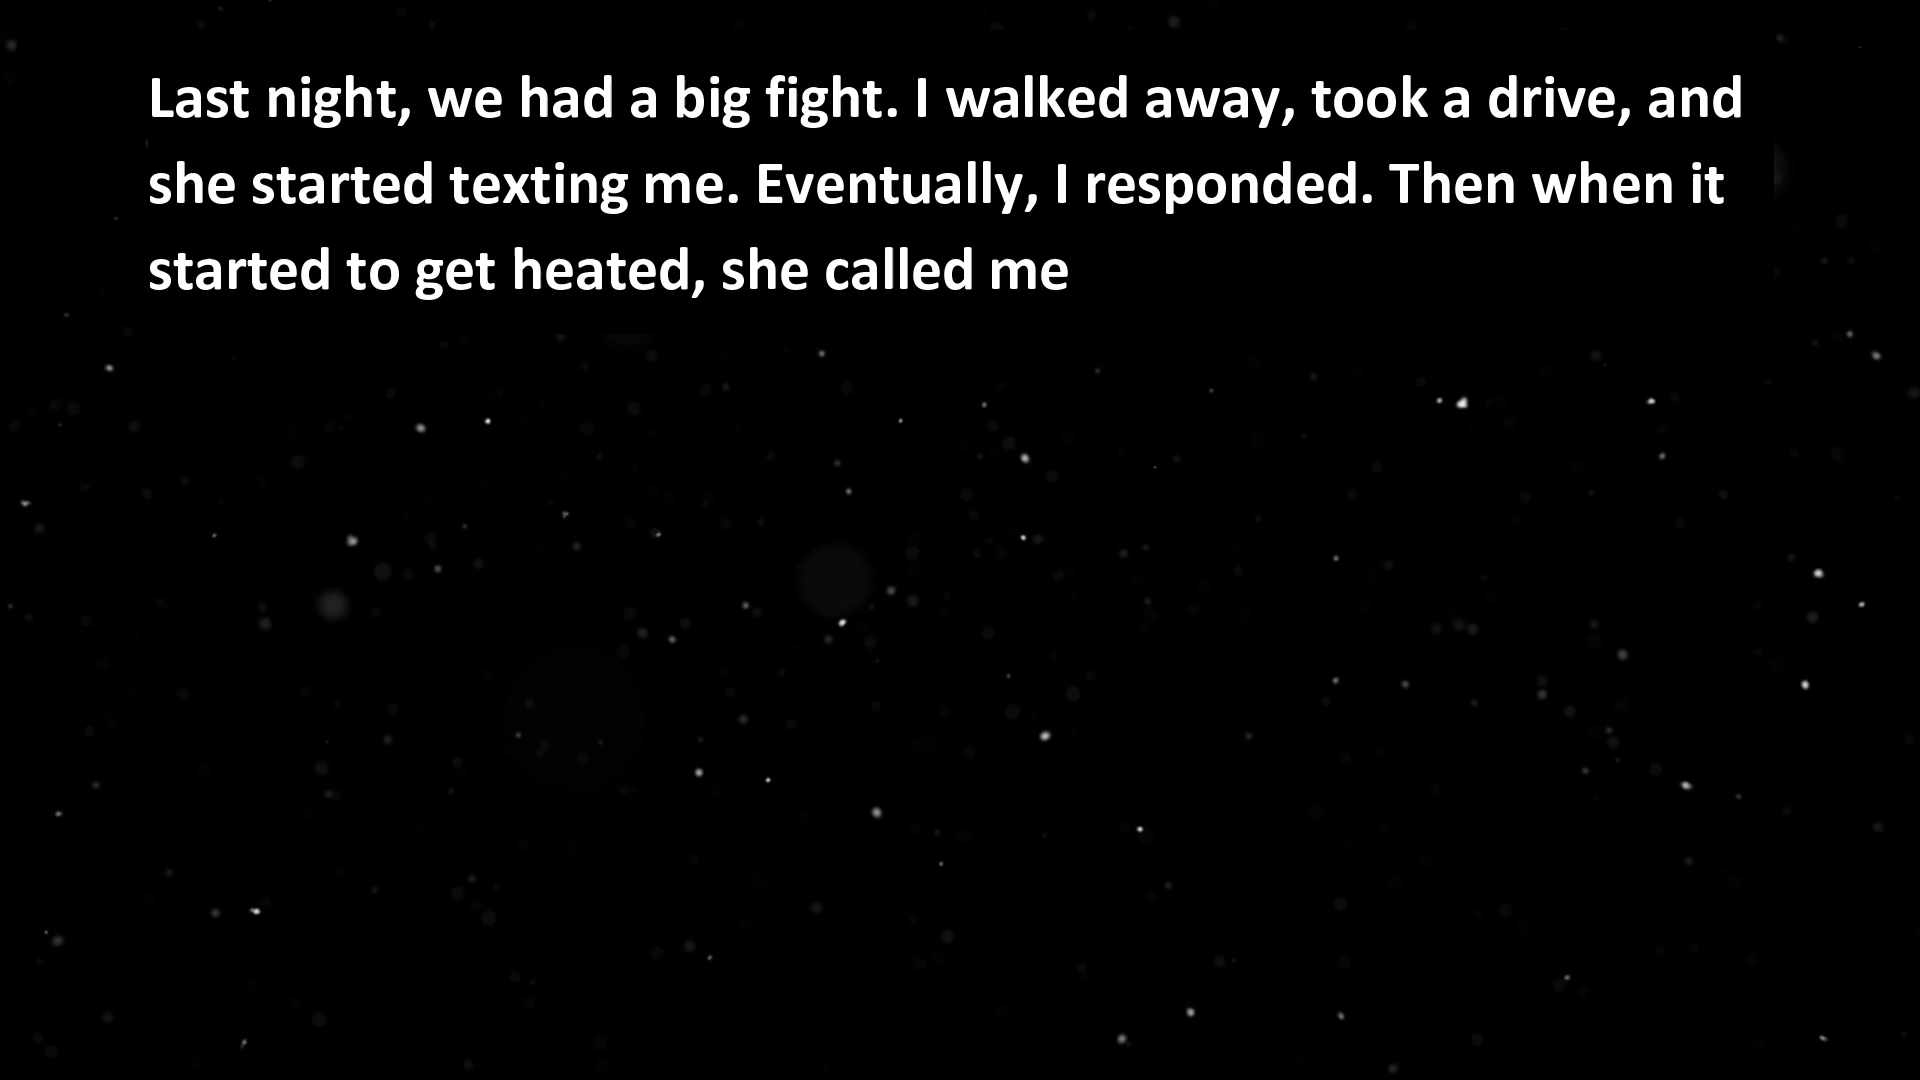 Last night, we had a big fight. I walked away, took a drive, and
she started texting me. Eventually, I responded. Then when it
started to get heated, she called me